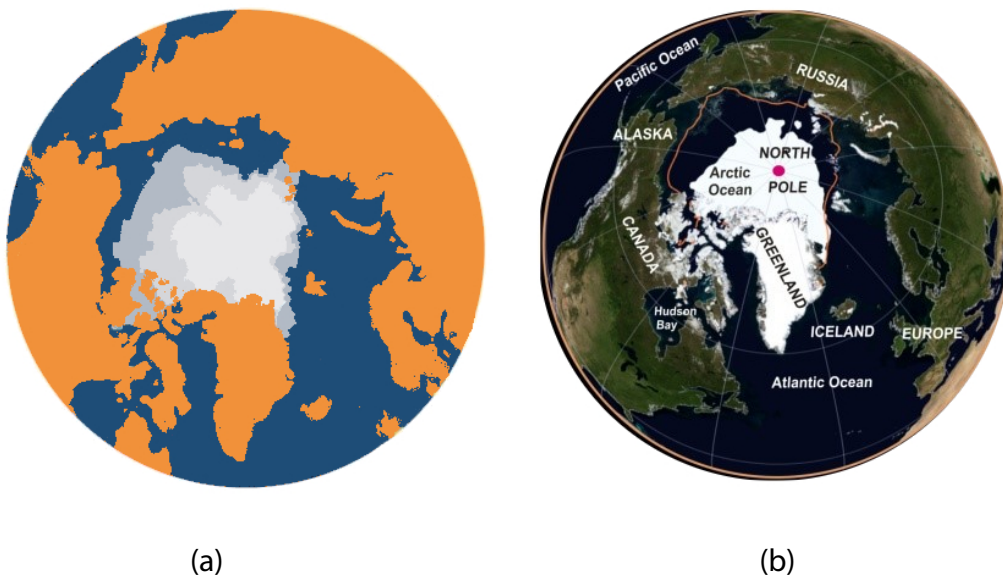 Pacific Ocean
RUSSIA
ALASKA
NORTH
POLE
Arctic
Ocean
CANADA
GREENLAND
Hudson
Bay
ICELAND
EUROPE
Atlantic Ocean
(a)
(b)